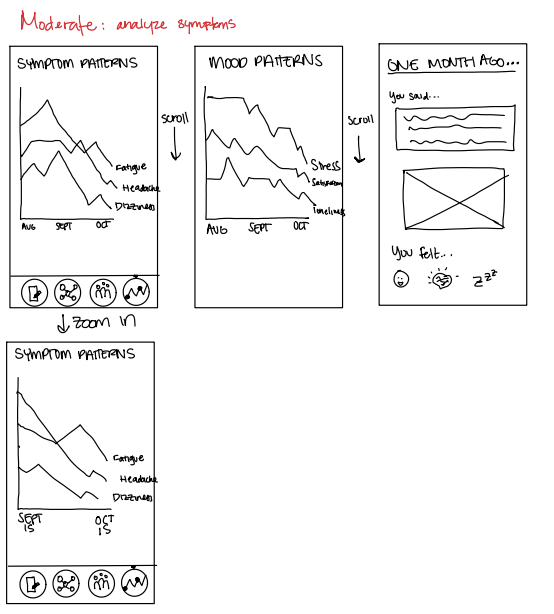 Moderate: analyze symptoms
SYMPTOM PATTERNS
Fatigue
Headache
Dizziness
AUG SEPT OCT
scroll
MOOD PATTERNS
Stress
Satisfaction
loneliness
AUG SEPT OCT
scroll
ONE MONTH AGO...
You said...
You felt...
zzz
zoom in
SYMPTOM PATTERNS
Fatigue
Headache
Dizziness
SEPT 15
OCT 15